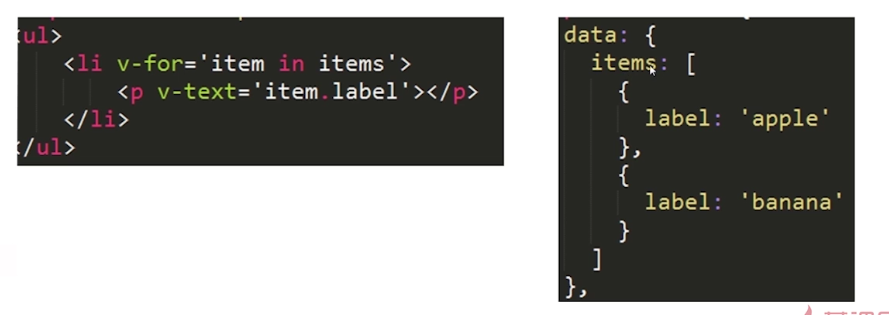 <ul>
<li v-for='item in items'>
<p v-text='item.label'></p>
</li>
</ul>
data: {
items: [
{
label: 'apple'
},
{
label: 'banana'
}
]
},